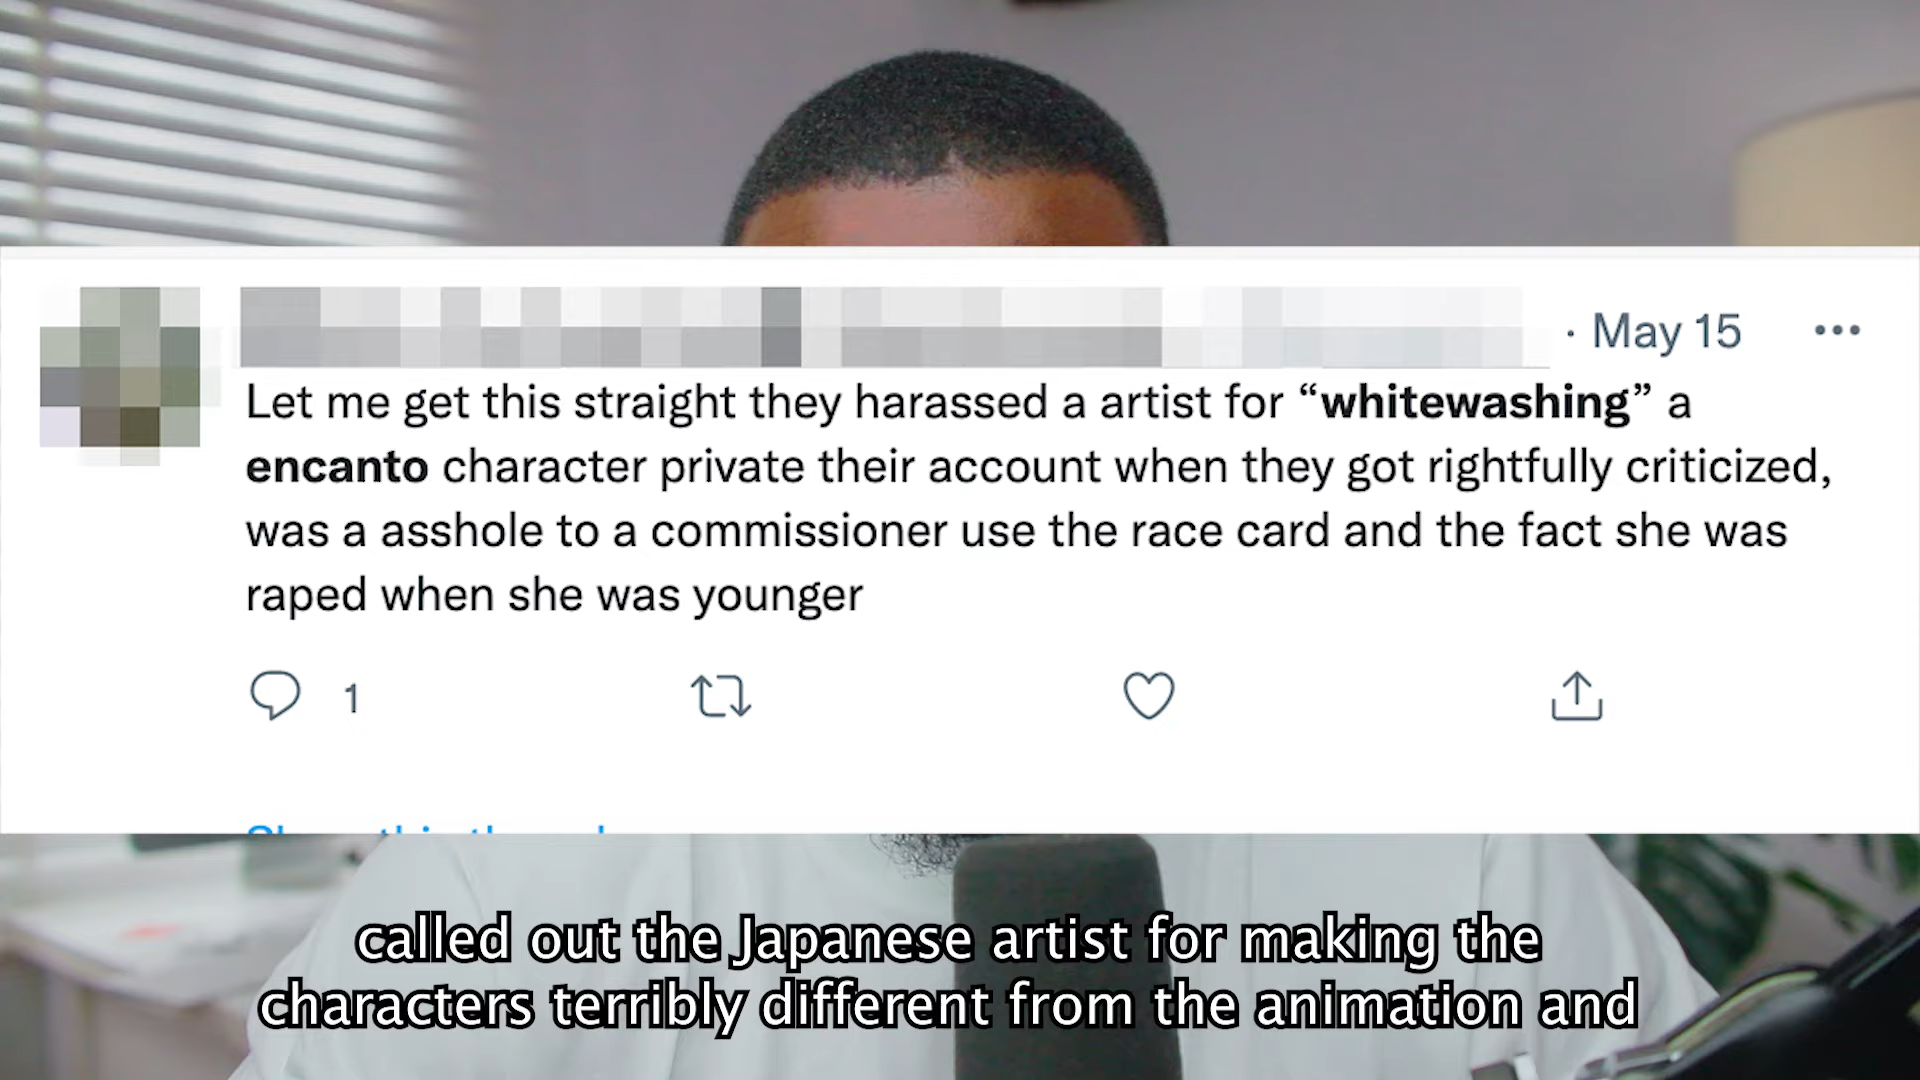 · May 15
Let me get this straight they harassed a artist for “whitewashing” a
encanto character private their account when they got rightfully criticized,
was a asshole to a commissioner use the race card and the fact she was
raped when she was younger
1
called out the Japanese artist for making the
characters terribly different from the animation and